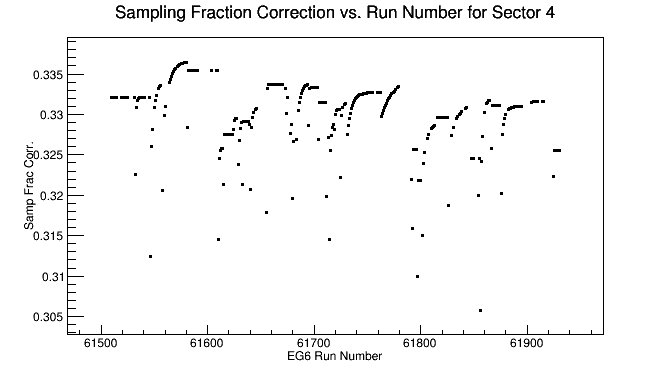 Sampling Fraction Correction vs. Run Number for Sector 4
Samp Frac Corr.
0.335
0.33
0.325
0.32
0.315
0.31
0.305
61500 61600 61700 61800 61900
EG6 Run Number